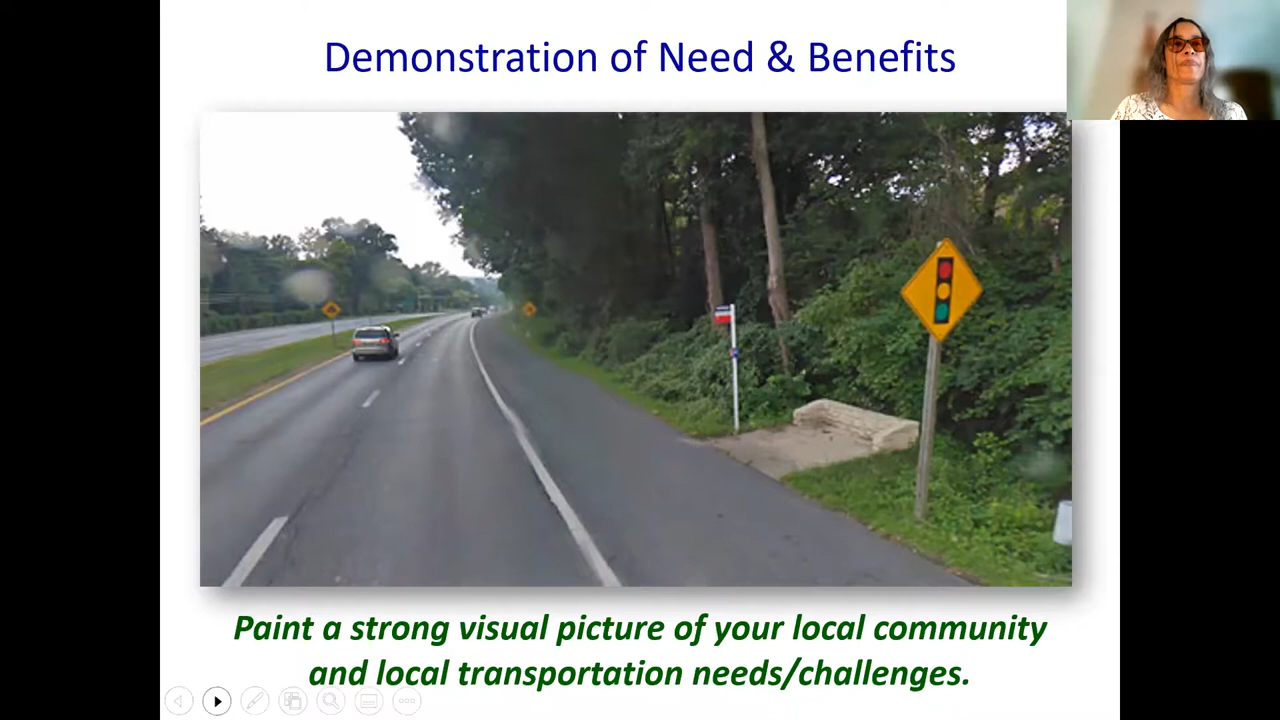 Demonstration of Need & Benefits
Paint a strong visual picture of your local community
and local transportation needs/challenges.